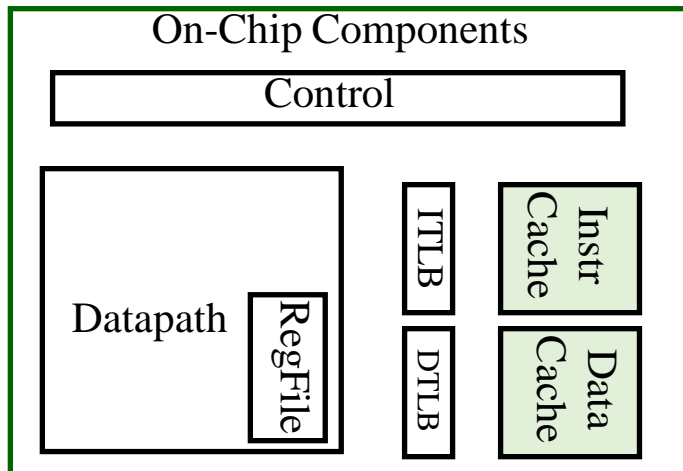 On-Chip Components
Control
Datapath
RegFile
ITLB
DTLB
Instr
Cache
Data
Cache